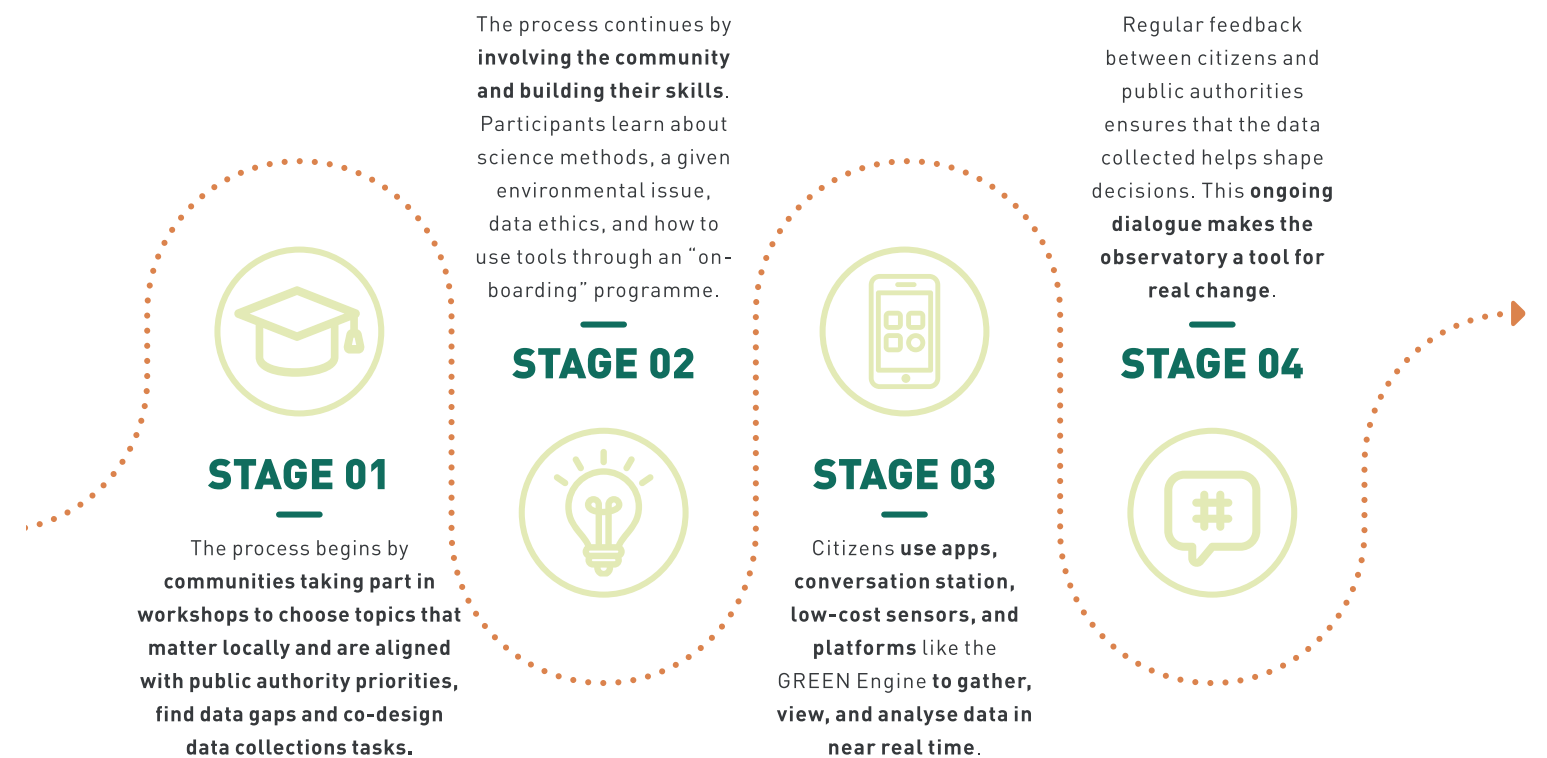 STAGE 01
The process begins by
communities taking part in
workshops to choose topics that
matter locally and are aligned
with public authority priorities,
find data gaps and co-design
data collections tasks.
The process continues by
involving the community
and building their skills.
Participants learn about
science methods, a given
environmental issue,
data ethics, and how to
use tools through an “on-
boarding” programme.
STAGE 02
STAGE 03
Citizens use apps,
conversation station,
low-cost sensors, and
platforms like the
GREEN Engine to gather,
view, and analyse data in
near real time.
Regular feedback
between citizens and
public authorities
ensures that the data
collected helps shape
decisions. This ongoing
dialogue makes the
observatory a tool for
real change.
STAGE 04
#